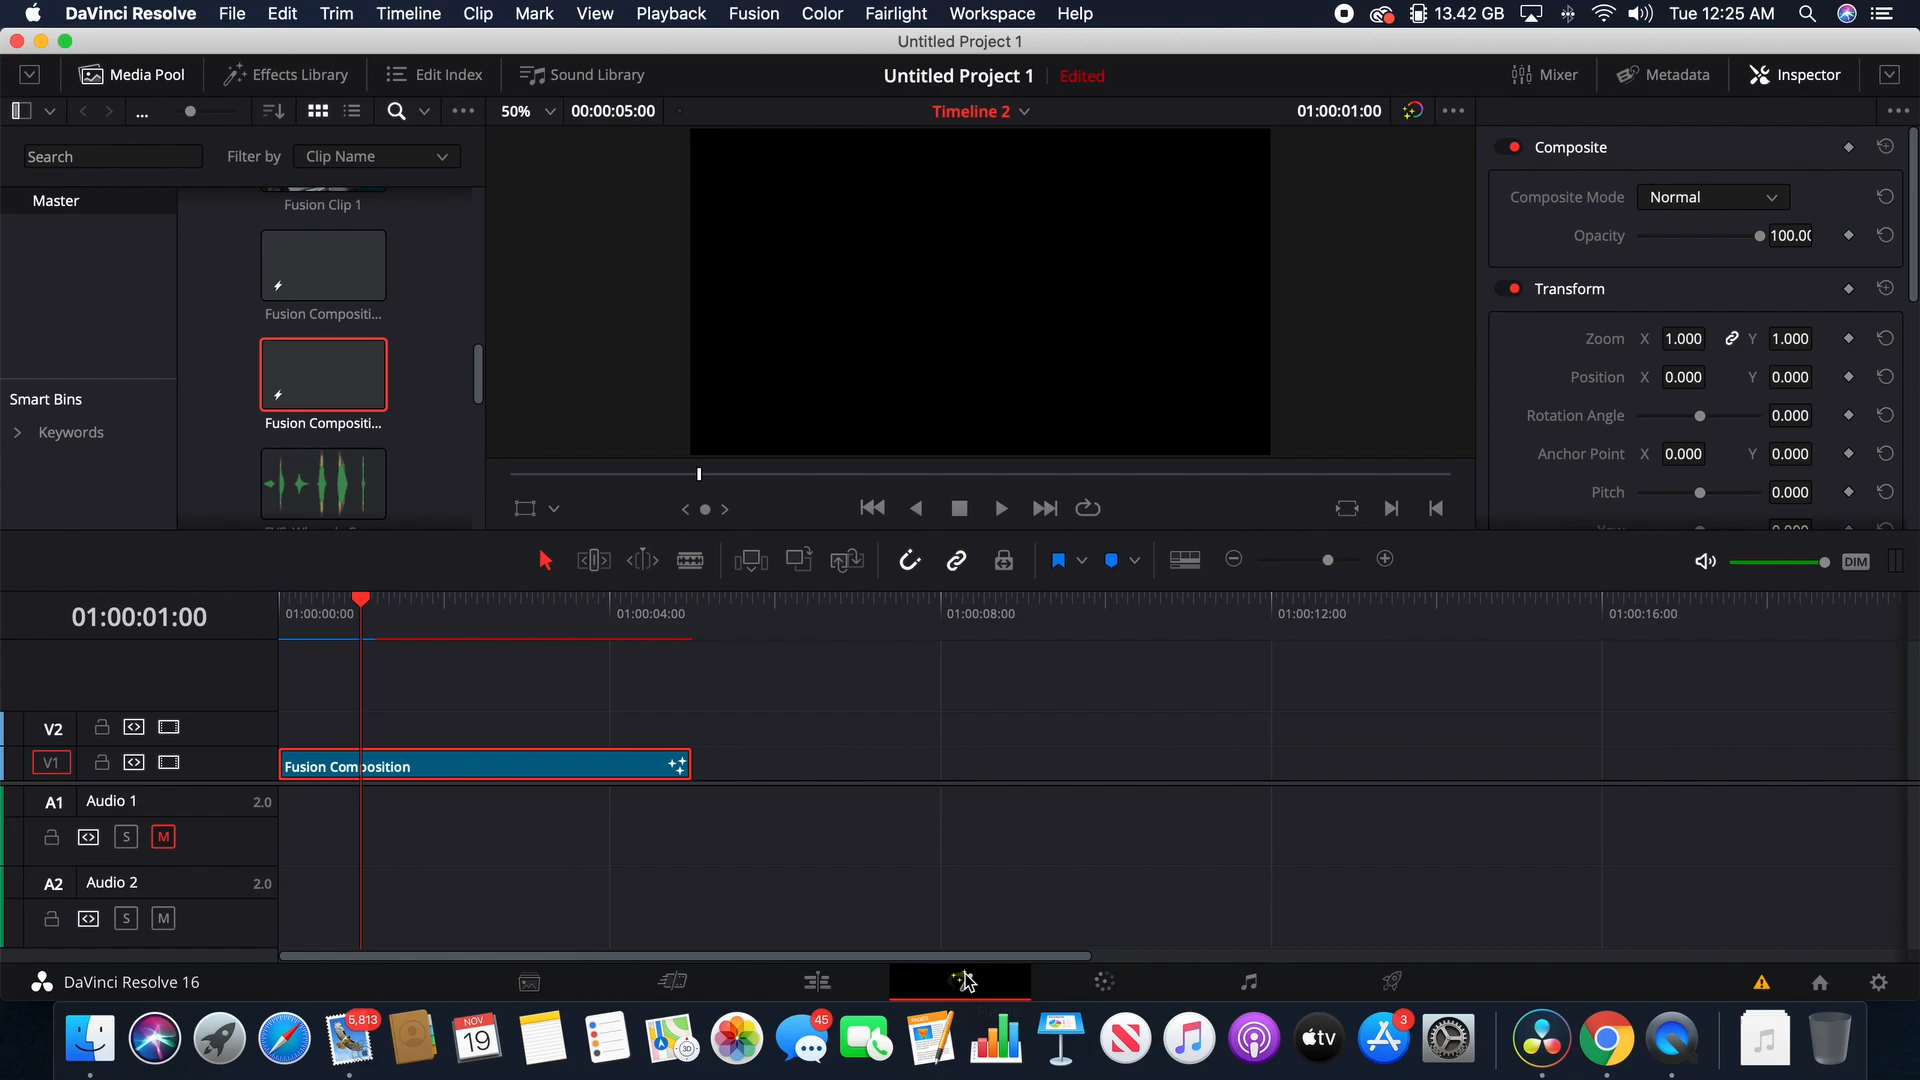 DaVinci Resolve File Edit Trim Timeline Clip Mark View Playback Fusion Color Fairlight Workspace Help 13.42 GB Tue 12:25 AM
Untitled Project 1
Media Pool Effects Library Edit Index Sound Library Untitled Project 1 Edited Mixer Metadata Inspector
... 50% 00:00:05:00 Timeline 2 01:00:01:00
Search Filter by Clip Name
Composite
Master
Fusion Clip 1
Composite Mode Normal
Opacity 100.00
Transform
Fusion Compositi...
Zoom X 1.000 Y 1.000
Position X 0.000 Y 0.000
Smart Bins
Keywords
Fusion Compositi...
Rotation Angle 0.000
Anchor Point X 0.000 Y 0.000
Pitch 0.000
DIM
01:00:01:00 01:00:00:00 01:00:04:00 01:00:08:00 01:00:12:00 01:00:16:00
V2
V1 Fusion Composition
A1 Audio 1 2.0
S M
A2 Audio 2 2.0
S M
DaVinci Resolve 16
5,813 NOV 19 3D 45 tv 3